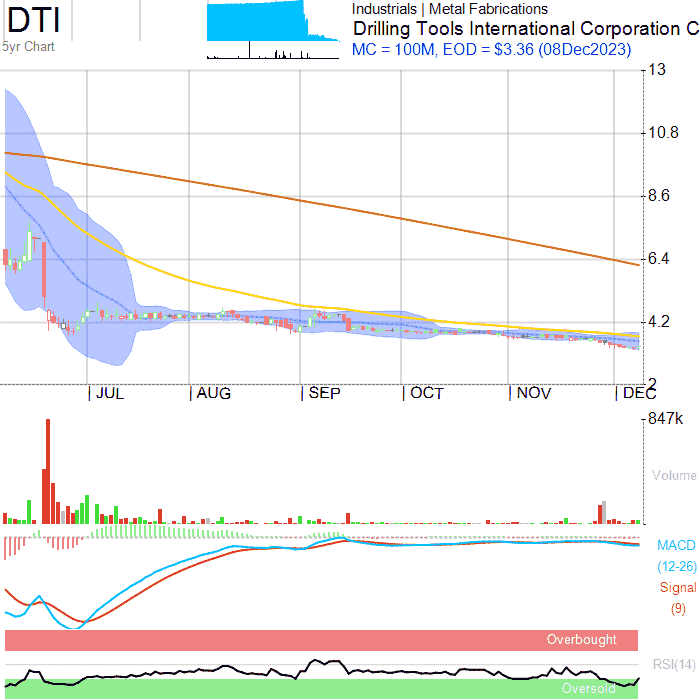 DTI
5yr Chart
Industrials | Metal Fabrications
Drilling Tools International Corporation C
MC = 100M, EOD = $3.36 (08Dec2023)
13
10.8
8.6
6.4
4.2
2
JUL
AUG
SEP
OCT
NOV
DEC
847k
Volume
MACD
(12-26)
Signal
(9)
Overbought
RSI(14)
Oversold